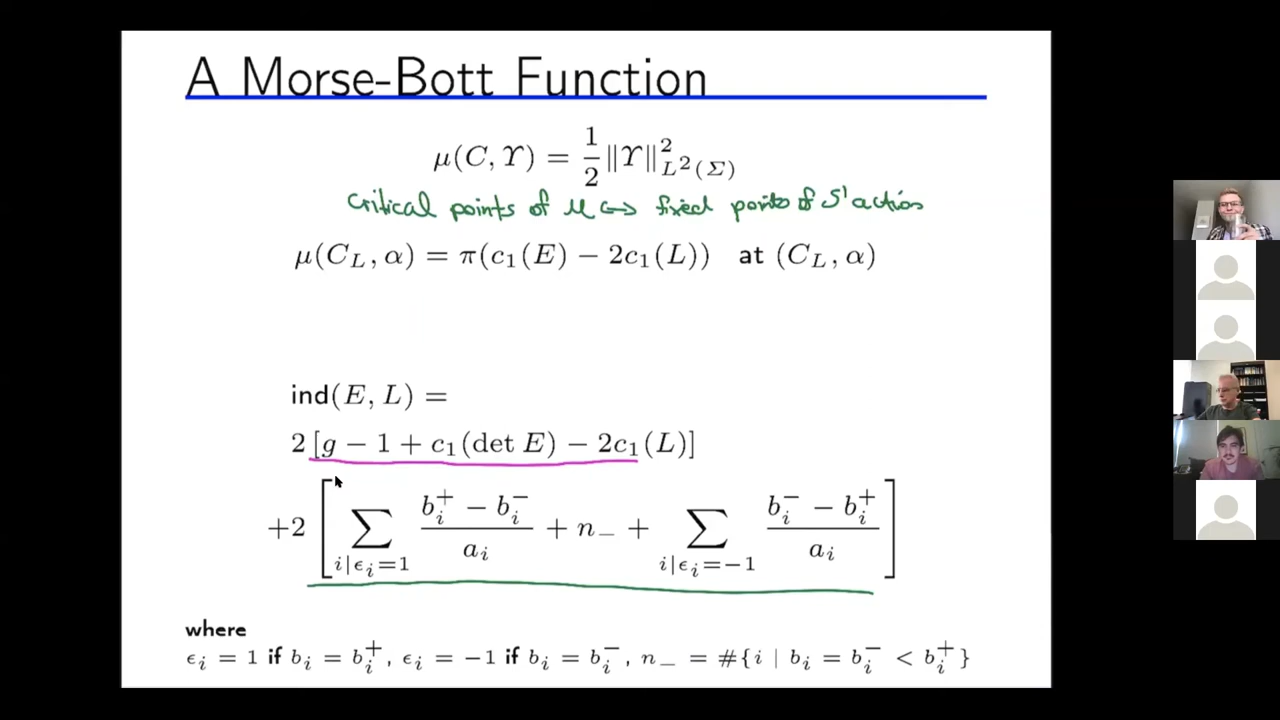 A Morse-Bott Function
μ(C, ϒ) = 1/2 ‖ϒ‖²_{L²(Σ)}
Critical points of μ ↔ fixed points of S¹ action
μ(C_L, α) = π(c₁(E) − 2c₁(L)) at (C_L, α)
ind(E, L) =
2 [g − 1 + c₁(det E) − 2c₁(L)]
+2 [ ∑_{i|ϵ_i=1} (b_i^+ − b_i^−)/a_i + n_− + ∑_{i|ϵ_i=−1} (b_i^− − b_i^+)/a_i ]
where
ϵ_i = 1 if b_i = b_i^+, ϵ_i = −1 if b_i = b_i^−, n_− = #{i | b_i = b_i^− < b_i^+}